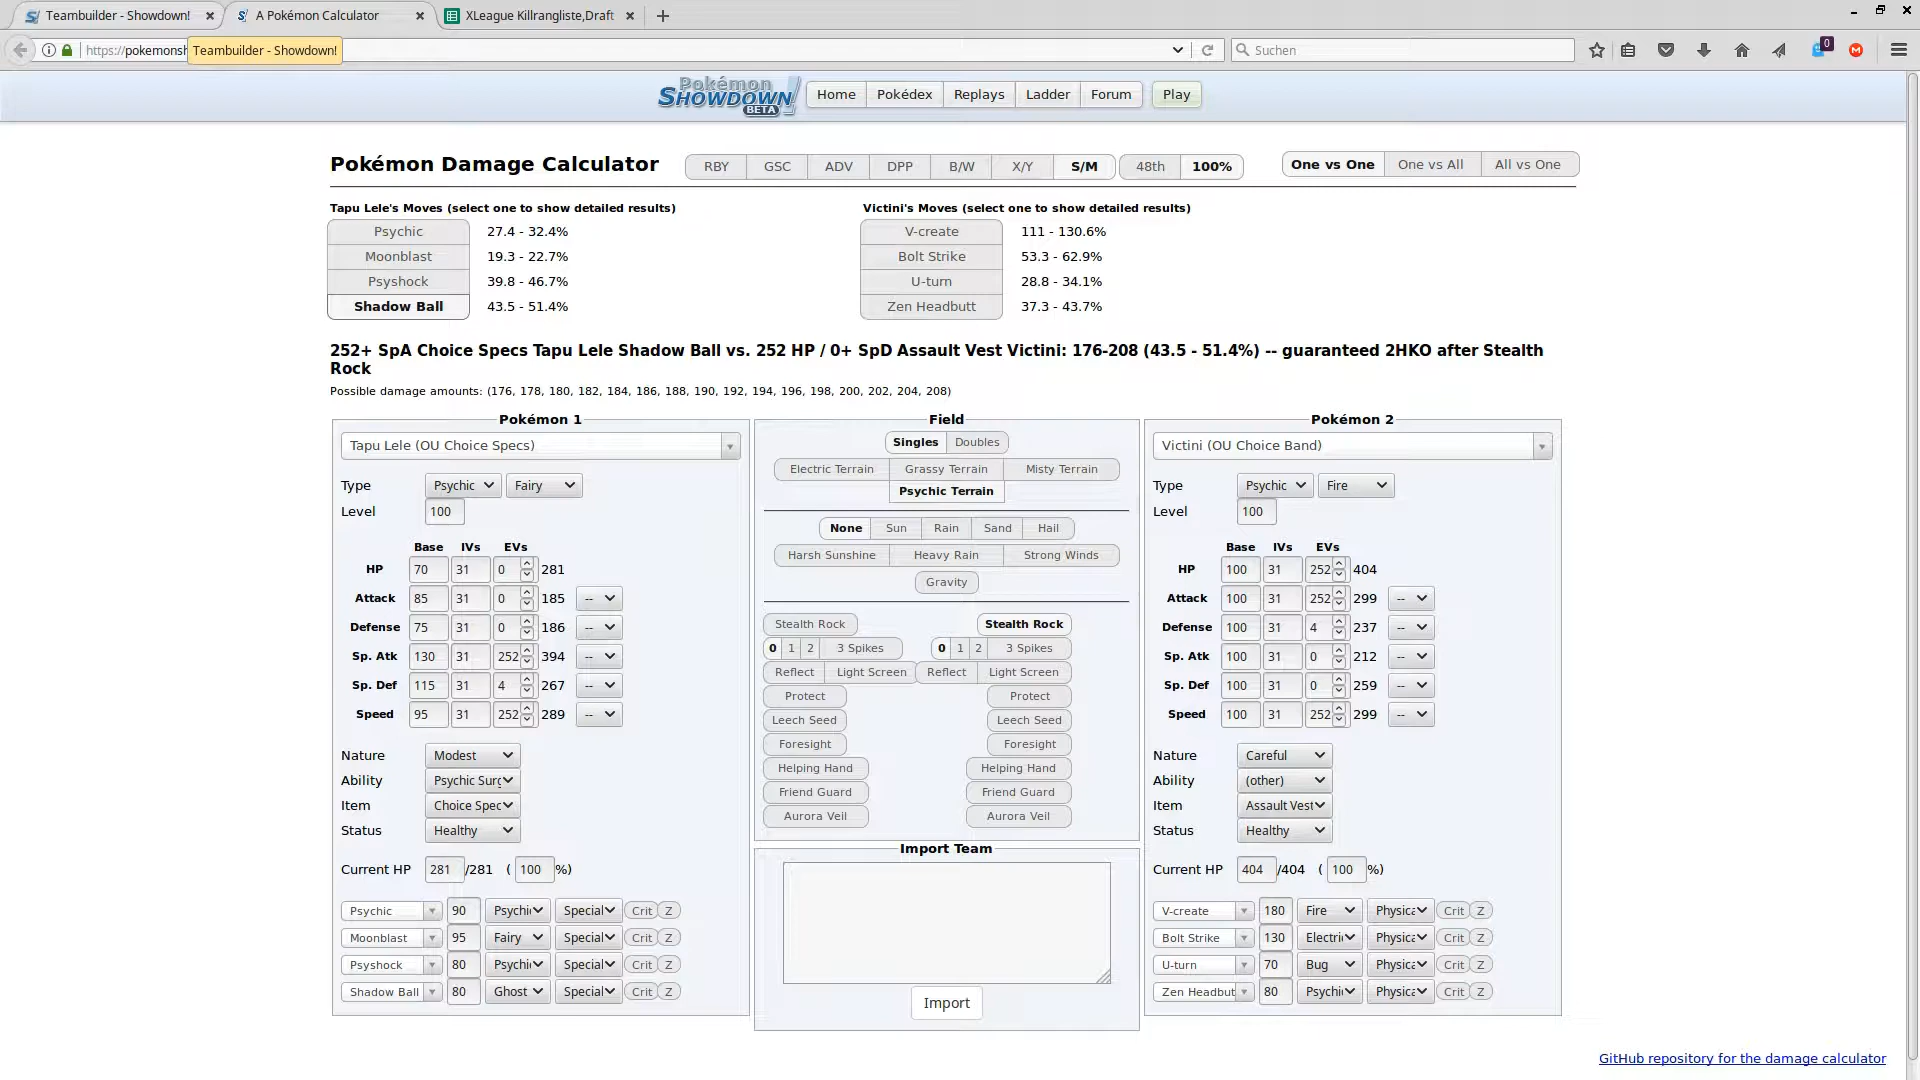 Teambuilder - Showdown!
A Pokémon Calculator
XLeague Killrangliste,Draft
https://pokemonsh
Teambuilder - Showdown!
Suchen
0
Pokémon
SHOWDOWN
BETA
Home
Pokédex
Replays
Ladder
Forum
Play
Pokémon Damage Calculator
RBY GSC ADV DPP B/W X/Y S/M
48th 100%
One vs One One vs All All vs One
Tapu Lele's Moves (select one to show detailed results)
Psychic 27.4 - 32.4%
Moonblast 19.3 - 22.7%
Psyshock 39.8 - 46.7%
Shadow Ball 43.5 - 51.4%
Victini's Moves (select one to show detailed results)
V-create 111 - 130.6%
Bolt Strike 53.3 - 62.9%
U-turn 28.8 - 34.1%
Zen Headbutt 37.3 - 43.7%
252+ SpA Choice Specs Tapu Lele Shadow Ball vs. 252 HP / 0+ SpD Assault Vest Victini: 176-208 (43.5 - 51.4%) -- guaranteed 2HKO after Stealth
Rock
Possible damage amounts: (176, 178, 180, 182, 184, 186, 188, 190, 192, 194, 196, 198, 200, 202, 204, 208)
Pokémon 1
Tapu Lele (OU Choice Specs)
Type Psychic Fairy
Level 100
Base IVs EVs
HP 70 31 0 281
Attack 85 31 0 185 --
Defense 75 31 0 186 --
Sp. Atk 130 31 252 394 --
Sp. Def 115 31 4 267 --
Speed 95 31 252 289 --
Nature Modest
Ability Psychic Surg
Item Choice Spec
Status Healthy
Current HP 281 /281 ( 100 %)
Psychic 90 Psychi Special Crit Z
Moonblast 95 Fairy Special Crit Z
Psyshock 80 Psychi Special Crit Z
Shadow Ball 80 Ghost Special Crit Z
Field
Singles Doubles
Electric Terrain Grassy Terrain Misty Terrain
Psychic Terrain
None Sun Rain Sand Hail
Harsh Sunshine Heavy Rain Strong Winds
Gravity
Stealth Rock Stealth Rock
0 1 2 3 Spikes 0 1 2 3 Spikes
Reflect Light Screen Reflect Light Screen
Protect Protect
Leech Seed Leech Seed
Foresight Foresight
Helping Hand Helping Hand
Friend Guard Friend Guard
Aurora Veil Aurora Veil
Import Team
Import
Pokémon 2
Victini (OU Choice Band)
Type Psychic Fire
Level 100
Base IVs EVs
HP 100 31 252 404
Attack 100 31 252 299 --
Defense 100 31 4 237 --
Sp. Atk 100 31 0 212 --
Sp. Def 100 31 0 259 --
Speed 100 31 252 299 --
Nature Careful
Ability (other)
Item Assault Vest
Status Healthy
Current HP 404 /404 ( 100 %)
V-create 180 Fire Physica Crit Z
Bolt Strike 130 Electri Physica Crit Z
U-turn 70 Bug Physica Crit Z
Zen Headbut 80 Psychi Physica Crit Z
GitHub repository for the damage calculator